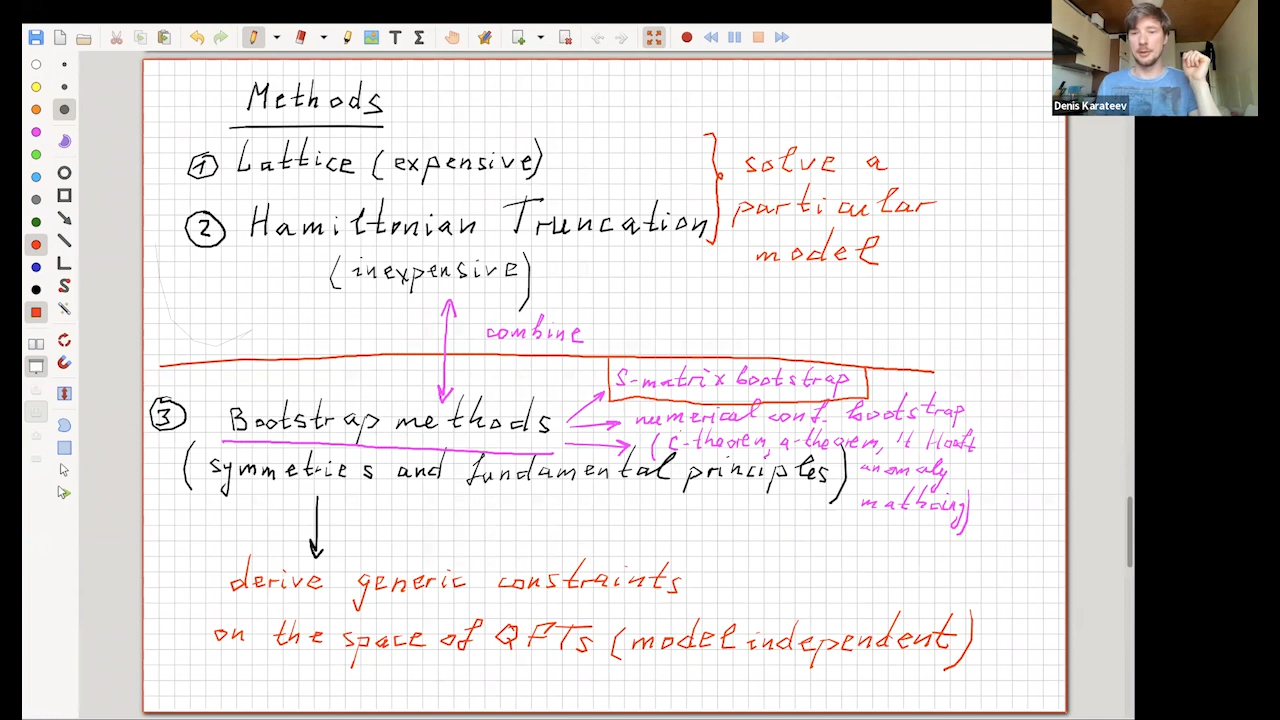 Denis Karateev
Methods
① Lattice (expensive)
② Hamiltonian Truncation
(inexpensive)
solve a
particular
model
combine
S-matrix bootstrap
③ Bootstrap methods
numerical conf. bootstrap
(c-theorem, a-theorem, 't Hooft
anomaly
mathcing)
(symmetries and fundamental principles)
derive generic constraints
on the space of QFTs (model independent)